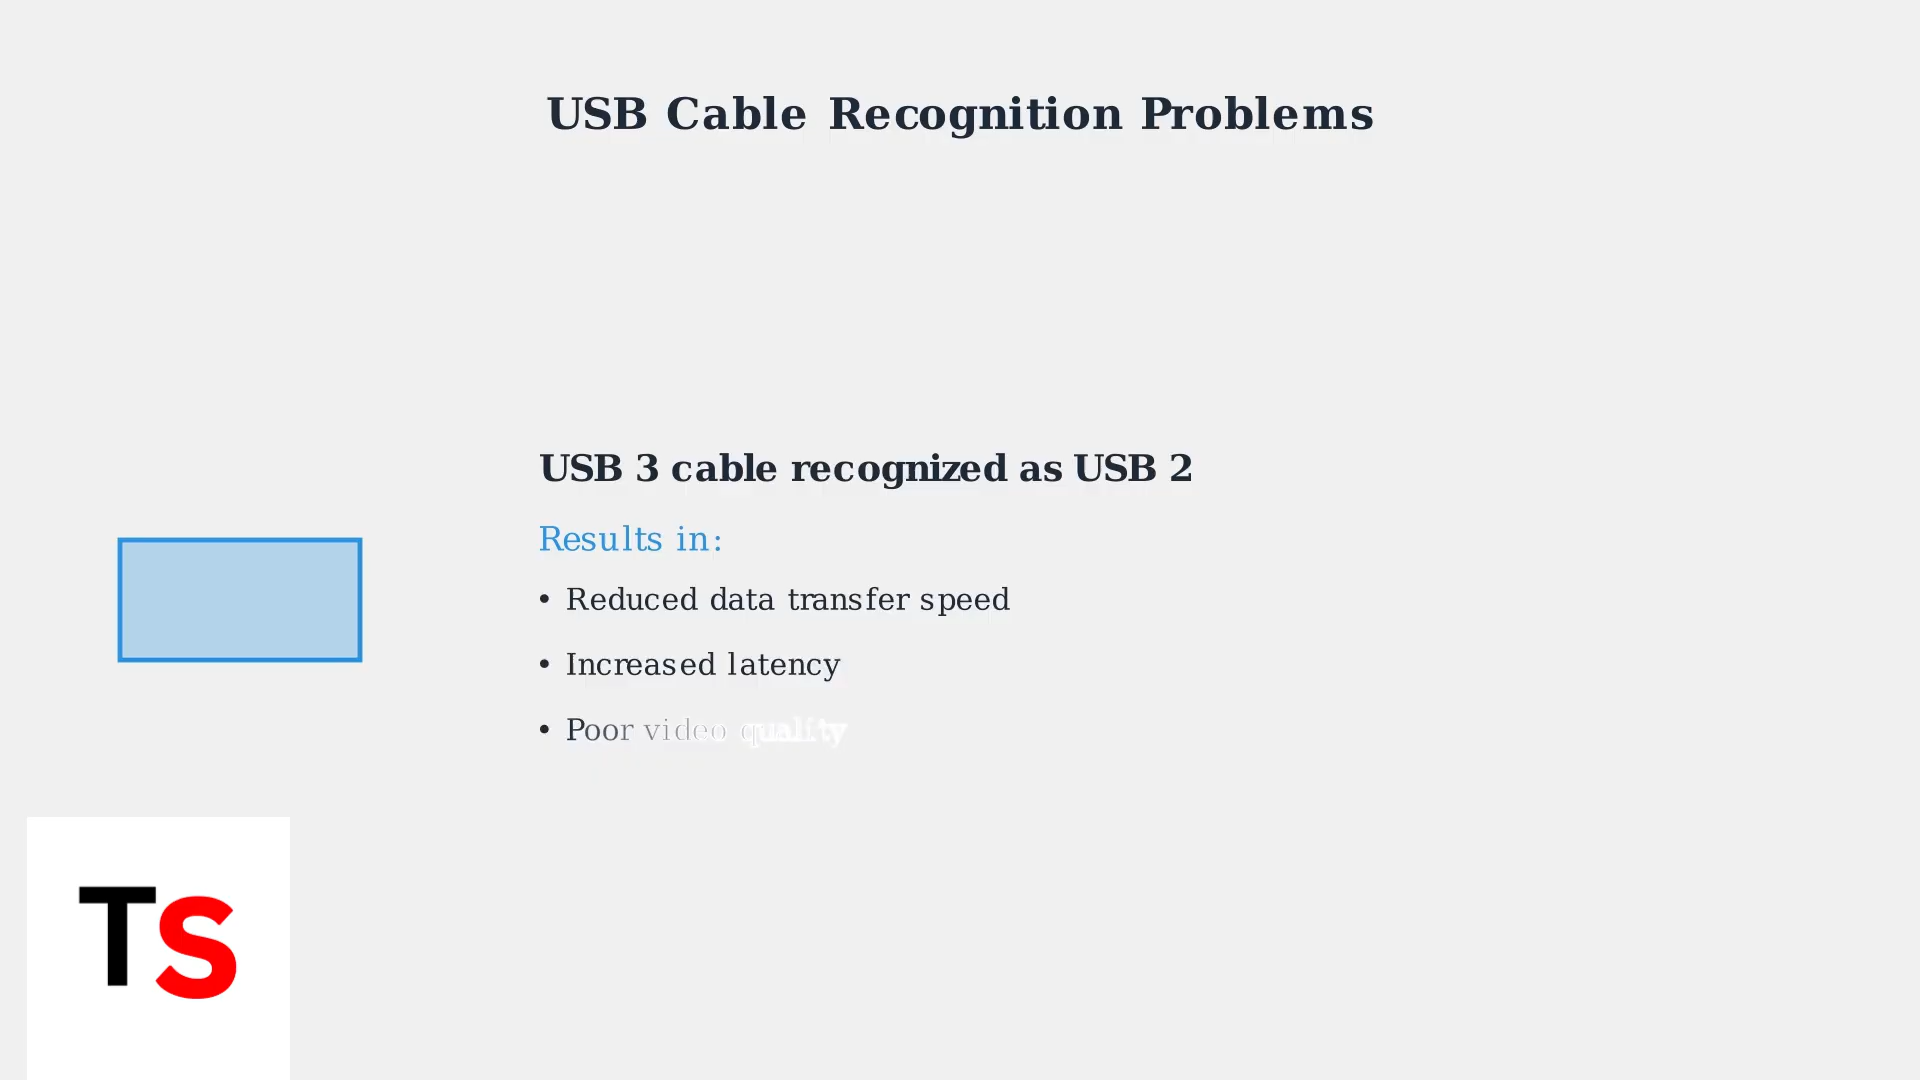 USB Cable Recognition Problems
USB 3 cable recognized as USB 2
Results in:
• Reduced data transfer speed
• Increased latency
• Poor video quality
TS